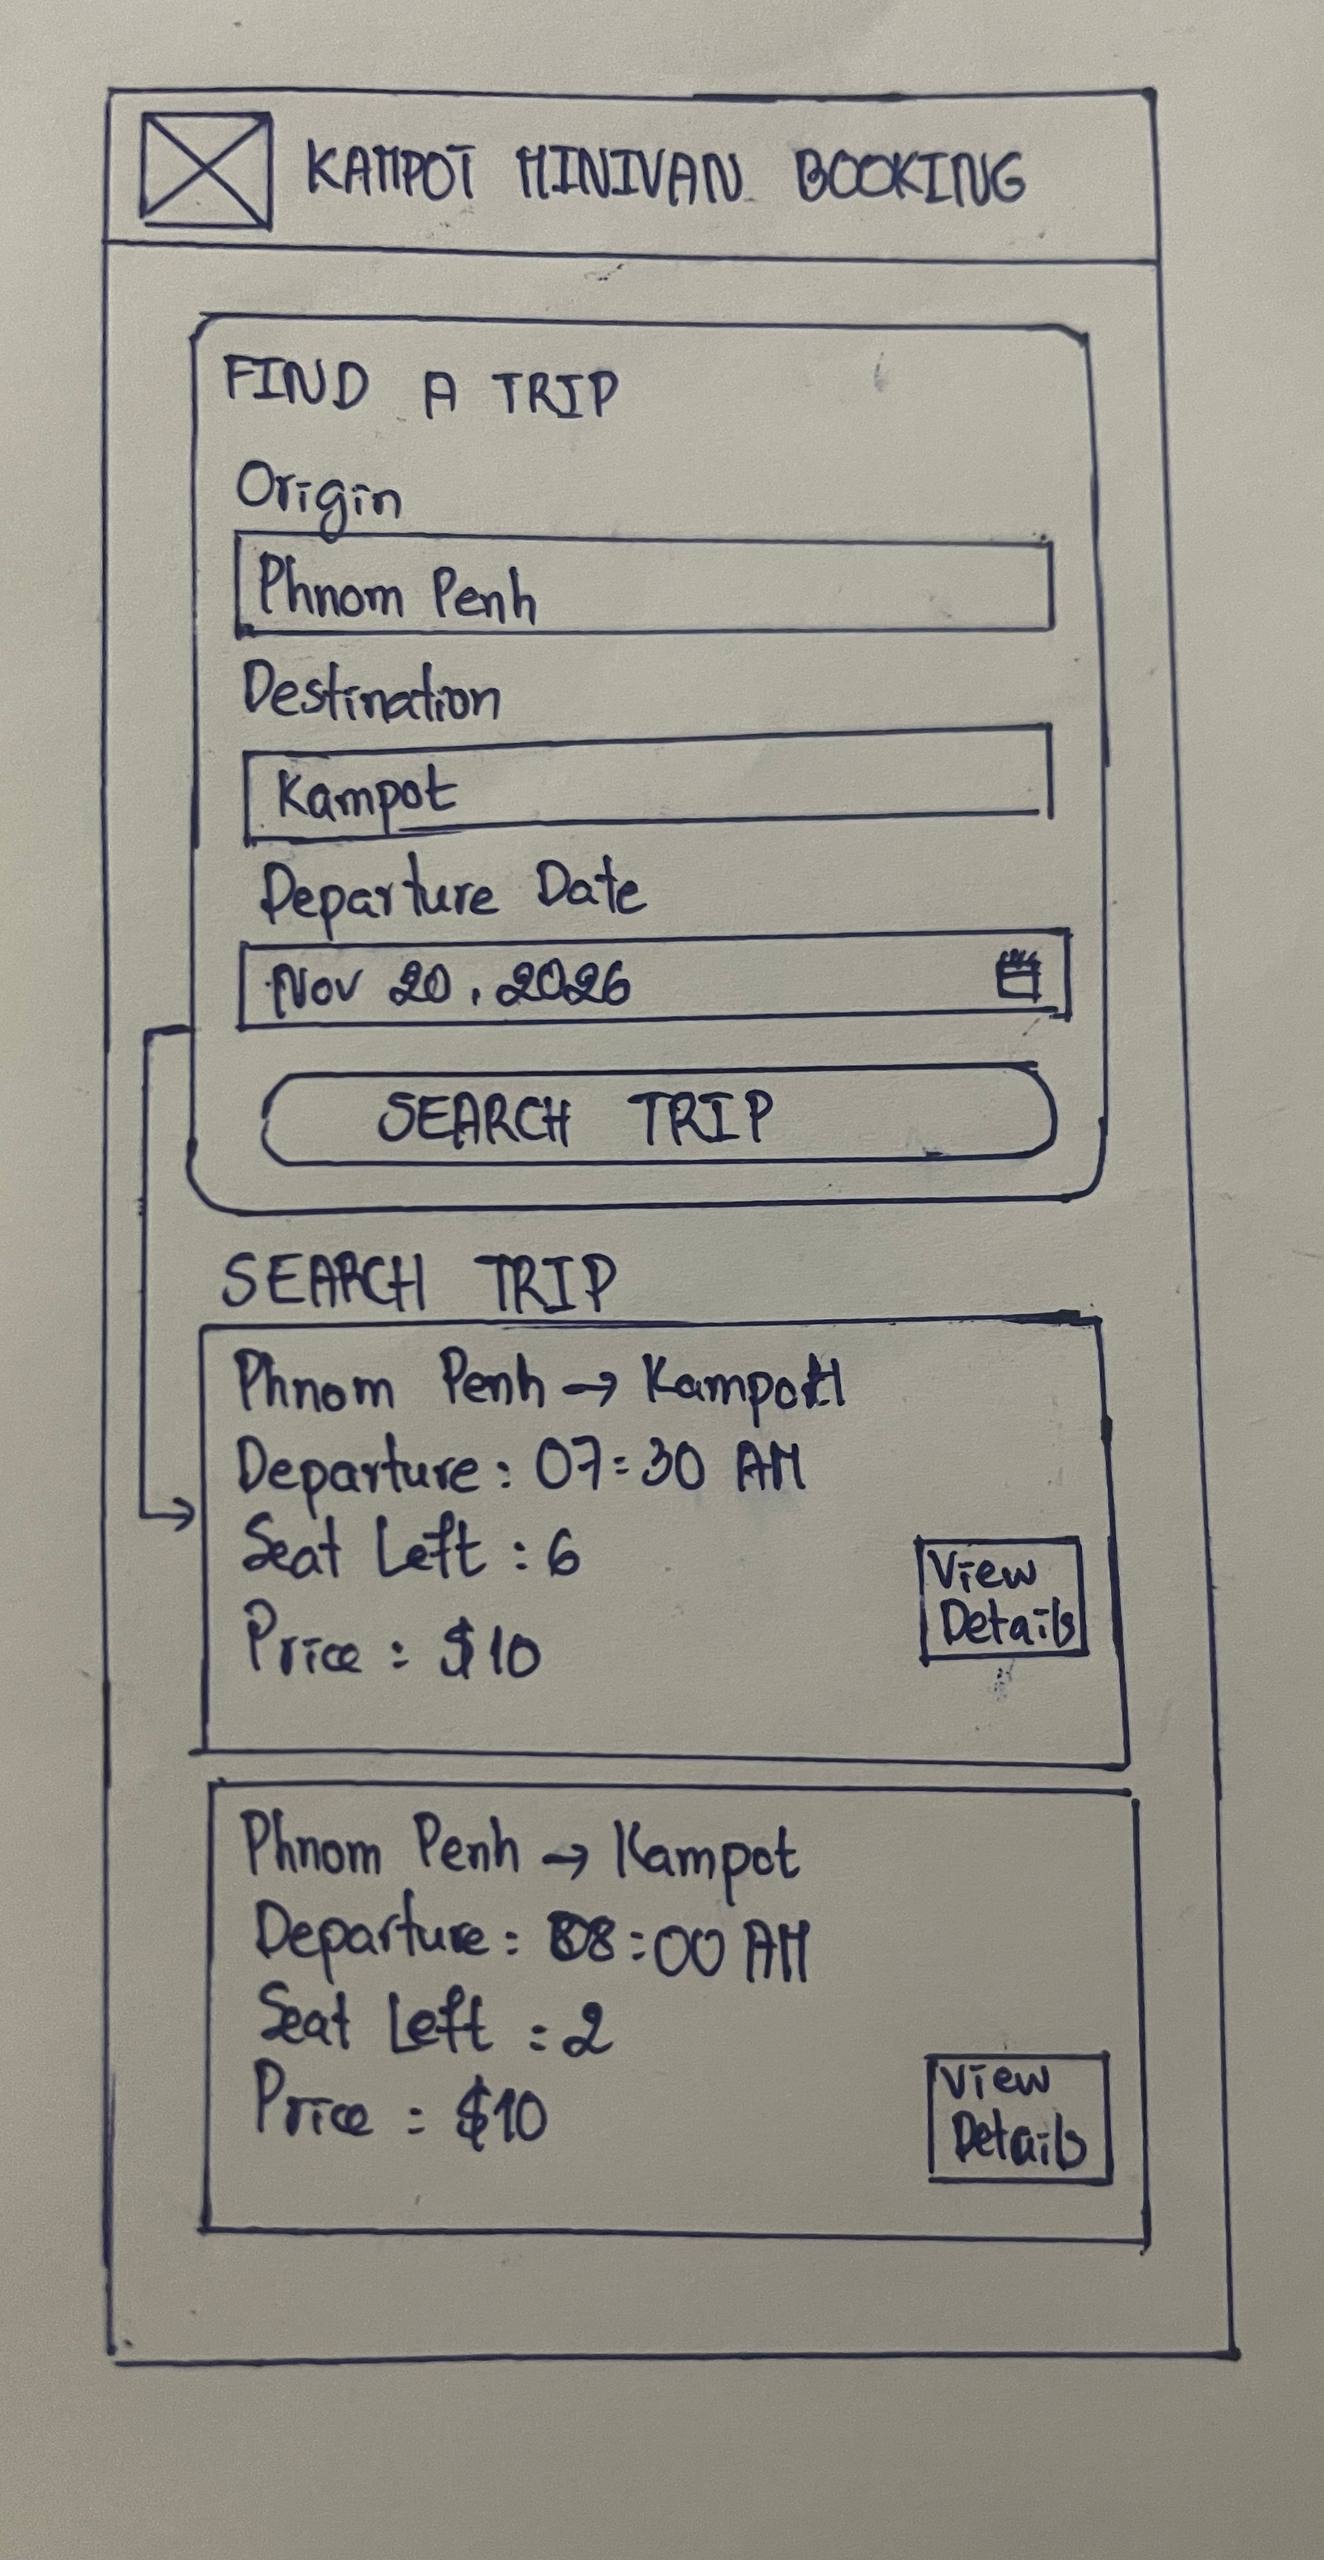 KAMPOT MINIVAN BOOKING
FIND A TRIP
Origin
Phnom Penh
Destination
Kampot
Departure Date
Nov 20, 2026
SEARCH TRIP
SEARCH TRIP
Phnom Penh → Kampot
Departure: 07:30 AM
Seat Left : 6
Price : $10
View
Details
Phnom Penh → Kampot
Departure: 08:00 AM
Seat Left : 2
Price : $10
View
Details